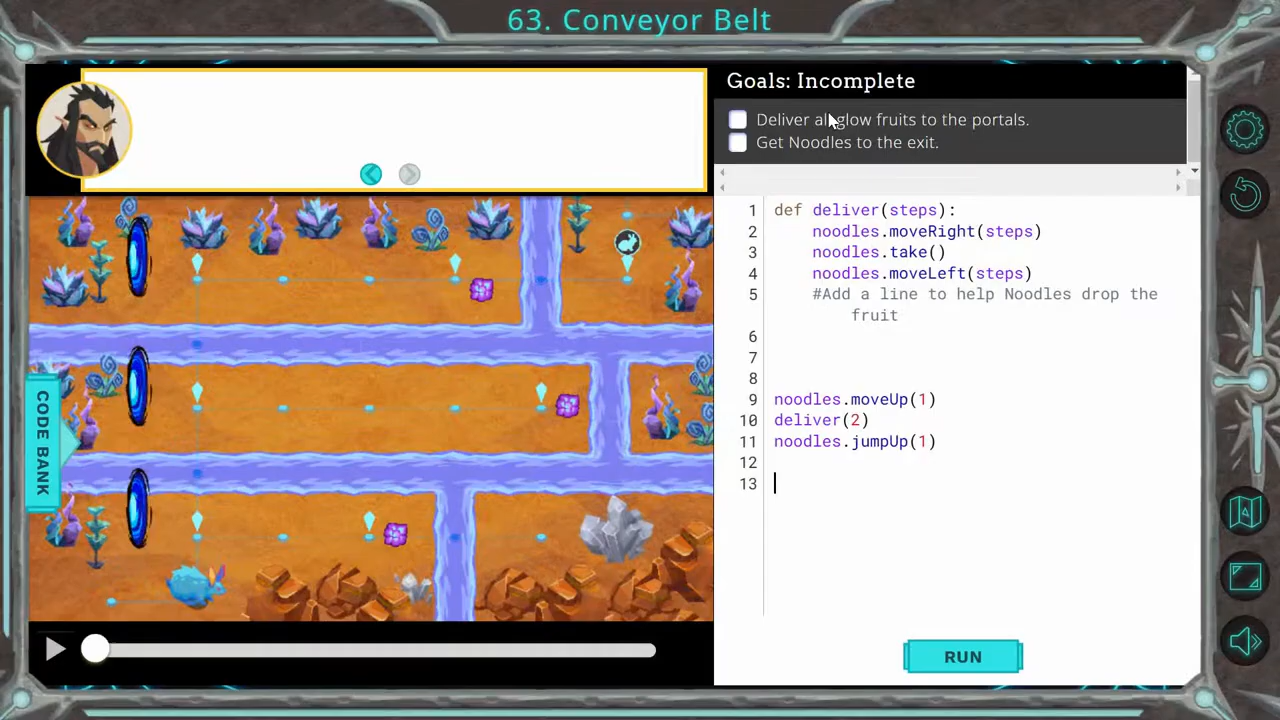 63. Conveyor Belt
Goals: Incomplete
Deliver all glow fruits to the portals.
Get Noodles to the exit.
1 def deliver(steps):
2 noodles.moveRight(steps)
3 noodles.take()
4 noodles.moveLeft(steps)
5 #Add a line to help Noodles drop the
fruit
6
7
8
9 noodles.moveUp(1)
10 deliver(2)
11 noodles.jumpUp(1)
12
13
CODE BANK
RUN